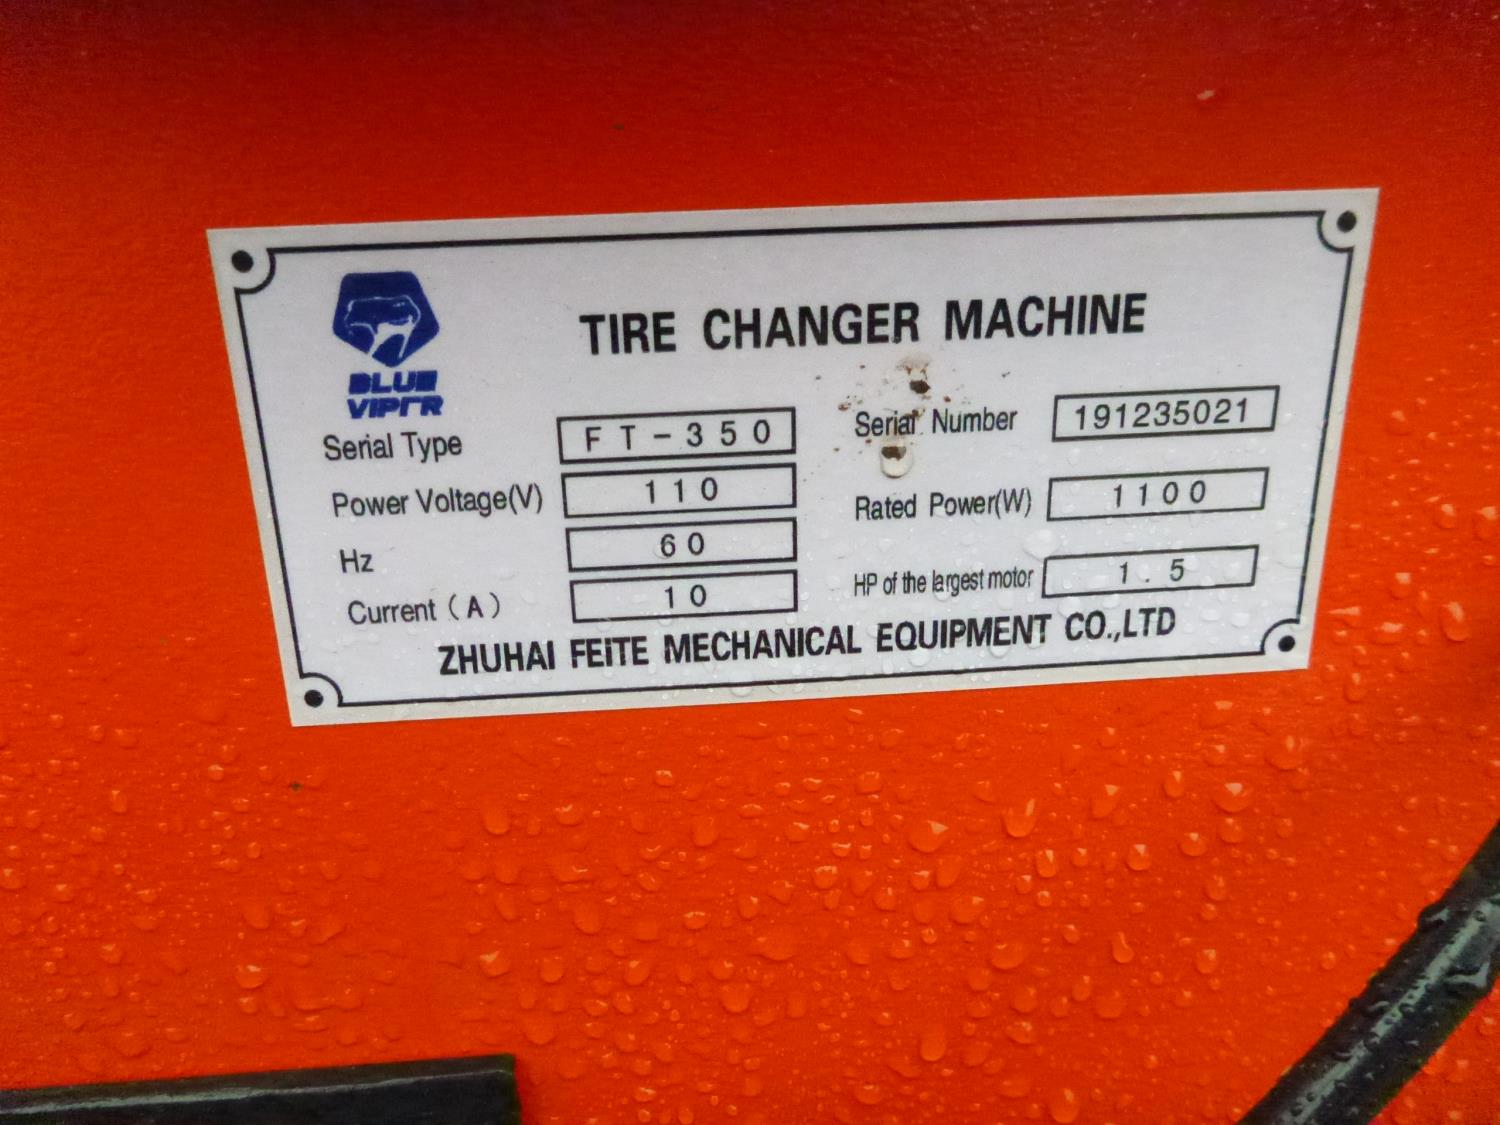 BLUE
VIPER
TIRE CHANGER MACHINE
Serial Type FT-350 Serial Number 191235021
Power Voltage(V) 110 Rated Power(W) 1100
Hz 60
Current (A) 10 HP of the largest motor 1.5
ZHUHAI FEiTE MECHANICAL EQUIPMENT CO.,LTD